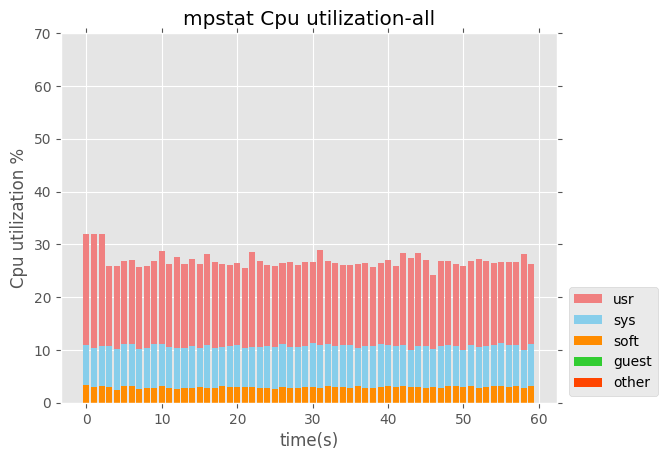 mpstat Cpu utilization-all
Cpu utilization %
70
60
50
40
30
20
10
0
0 10 20 30 40 50 60
time(s)
usr
sys
soft
guest
other